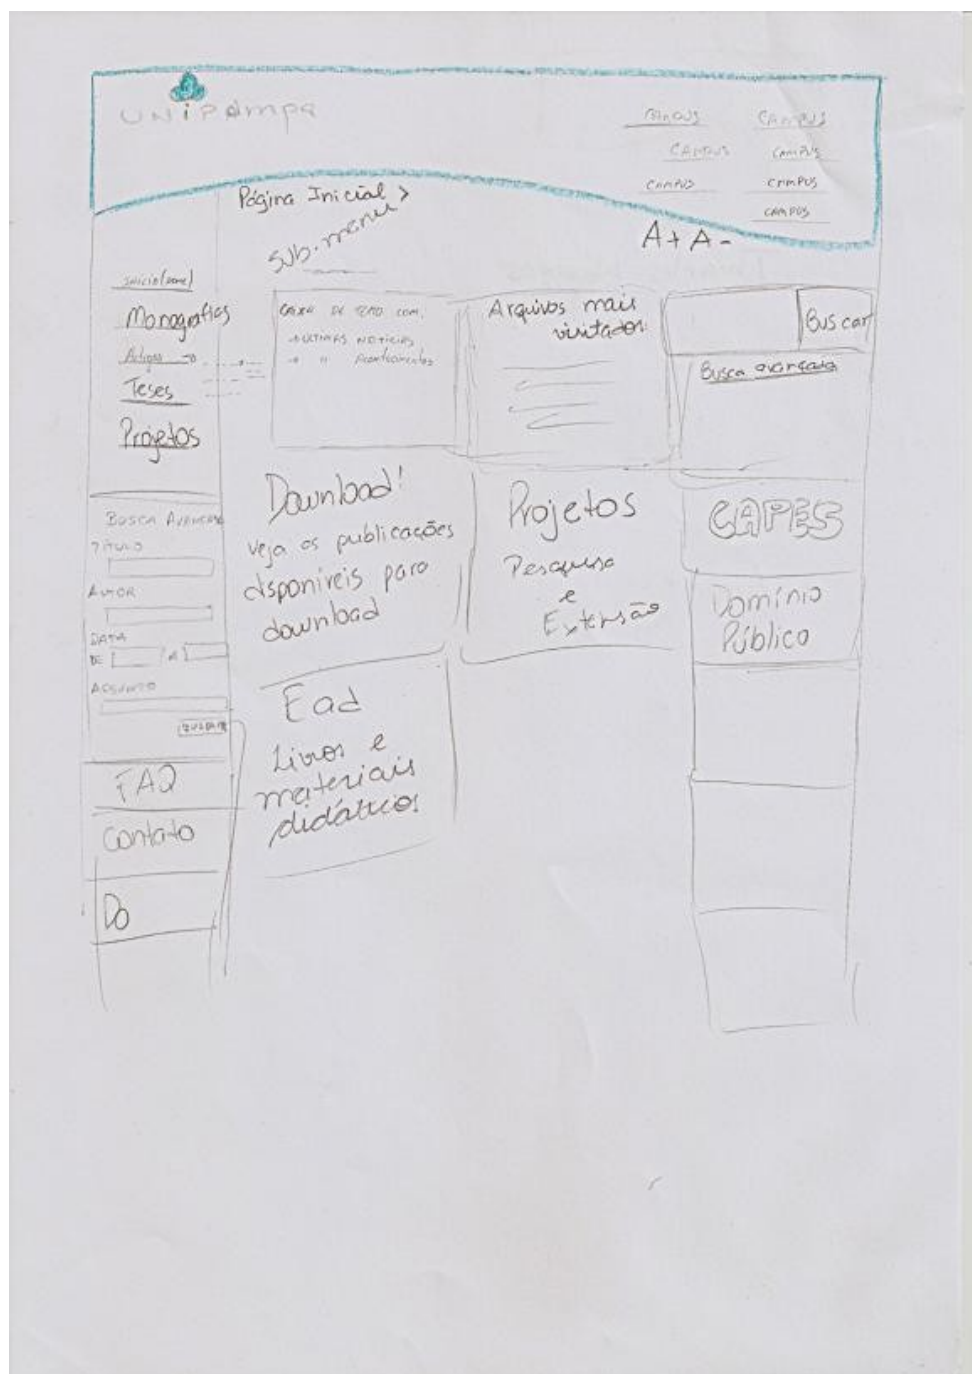 UNIPAMPA
CAMPUS CAMPUS
CAMPUS CAMPUS
CAMPUS CAMPUS
CAMPUS
Página Inicial >
Sub-menu
A+ A-
Início (home)
Monografias
Artigos →
Teses
Projetos
CAIXA DE TEXTO COM:
→ ÚLTIMAS NOTÍCIAS
→ " Acontecimentos
Arquivos mais
visitados:
Buscar
Busca avançada
BUSCA AVANÇADA
TÍTULO
AUTOR
DATA
DE A
ASSUNTO
BUSCAR
FAQ
Contato
Do
Download!
veja as publicações
disponíveis para
download
Projetos
Pesquisa
e
Extensão
CAPES
Domínio
Público
Ead
Livros e
materiais
didáticos